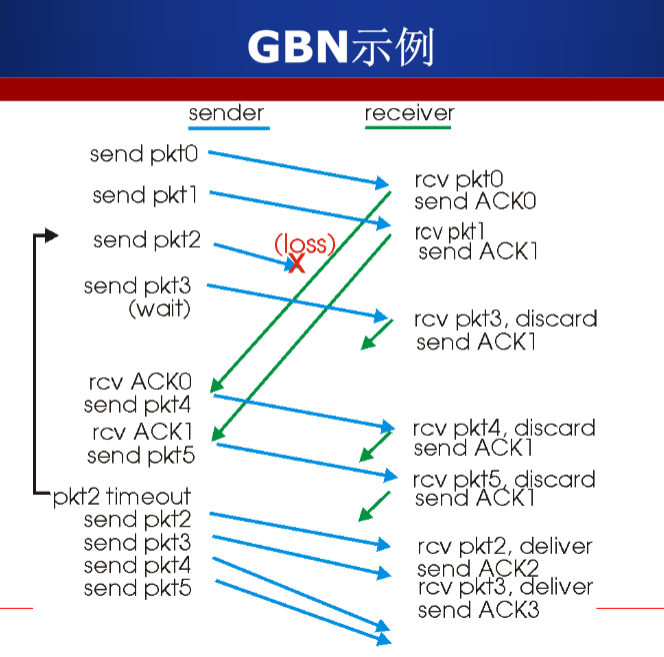 GBN示例
sender
receiver
send pkt0
rcv pkt0
send ACK0
send pkt1
rcv pkt1
send ACK1
send pkt2
(loss)
X
send pkt3
(wait)
rcv pkt3, discard
send ACK1
rcv ACK0
send pkt4
rcv ACK1
send pkt5
rcv pkt4, discard
send ACK1
rcv pkt5, discard
send ACK1
pkt2 timeout
send pkt2
send pkt3
send pkt4
send pkt5
rcv pkt2, deliver
send ACK2
rcv pkt3, deliver
send ACK3